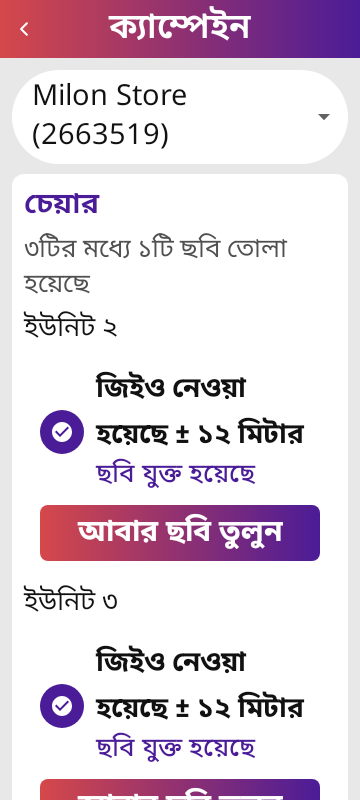 ক্যাম্পেইন
Milon Store
(2663519)
চেয়ার
৩টির মধ্যে ১টি ছবি তোলা
হয়েছে
ইউনিট ২
জিইও নেওয়া
হয়েছে ± ১২ মিটার
ছবি যুক্ত হয়েছে
আবার ছবি তুলুন
ইউনিট ৩
জিইও নেওয়া
হয়েছে ± ১২ মিটার
ছবি যুক্ত হয়েছে